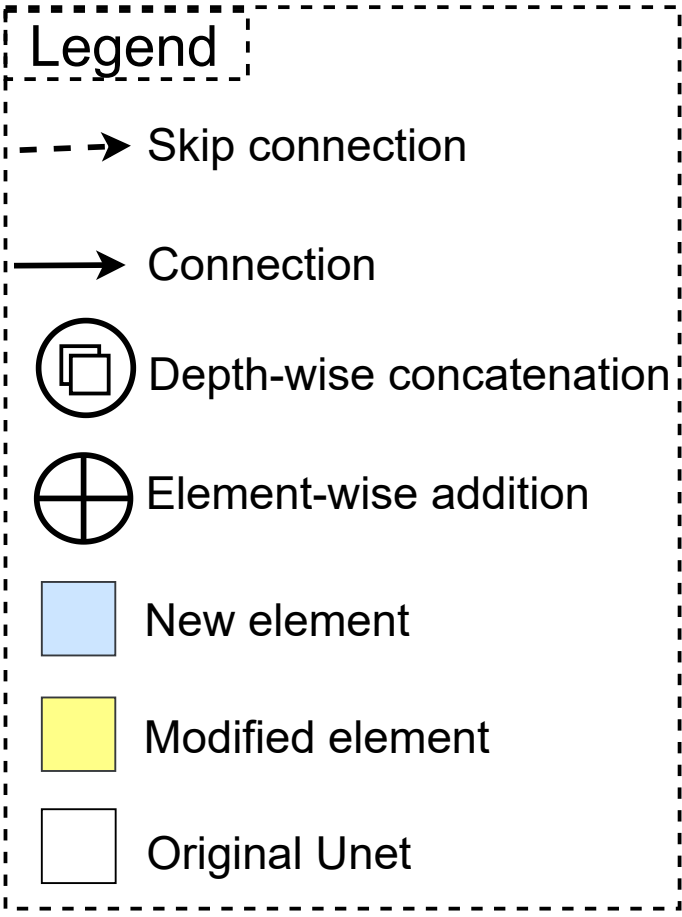 Legend
Skip connection
Connection
Depth-wise concatenation
Element-wise addition
New element
Modified element
Original Unet